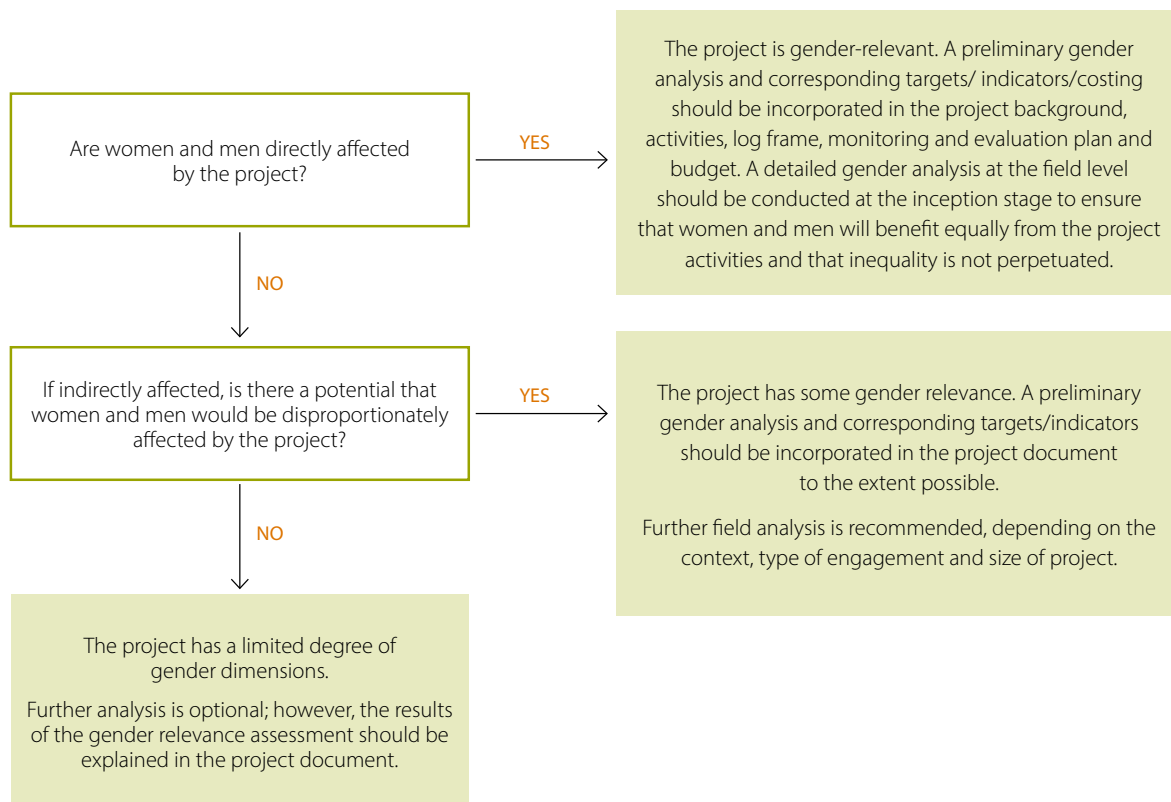 Are women and men directly affected
by the project?
YES
The project is gender-relevant. A preliminary gender
analysis and corresponding targets/ indicators/costing
should be incorporated in the project background,
activities, log frame, monitoring and evaluation plan and
budget. A detailed gender analysis at the field level
should be conducted at the inception stage to ensure
that women and men will benefit equally from the project
activities and that inequality is not perpetuated.
NO
If indirectly affected, is there a potential that
women and men would be disproportionately
affected by the project?
YES
The project has some gender relevance. A preliminary
gender analysis and corresponding targets/indicators
should be incorporated in the project document
to the extent possible.
Further field analysis is recommended, depending on the
context, type of engagement and size of project.
NO
The project has a limited degree of
gender dimensions.
Further analysis is optional; however, the results
of the gender relevance assessment should be
explained in the project document.